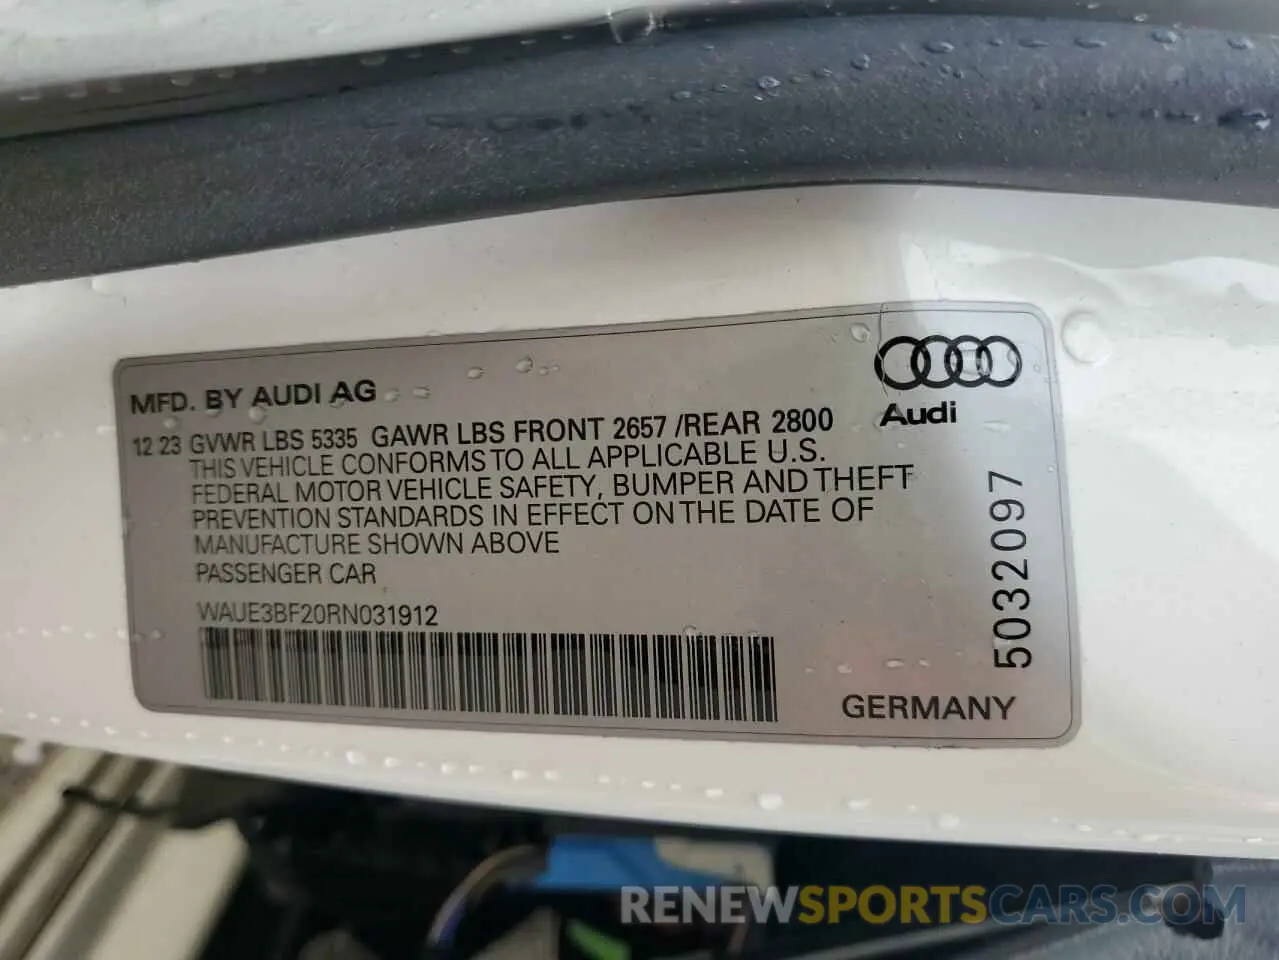 MFD. BY AUDI AG
Audi
12 23 GVWR LBS 5335 GAWR LBS FRONT 2657 /REAR 2800
THIS VEHICLE CONFORMS TO ALL APPLICABLE U.S.
FEDERAL MOTOR VEHICLE SAFETY, BUMPER AND THEFT
PREVENTION STANDARDS IN EFFECT ON THE DATE OF
MANUFACTURE SHOWN ABOVE
PASSENGER CAR
WAUE3BF20RN031912
5032097
GERMANY
RENEWSPORTSCARS.COM